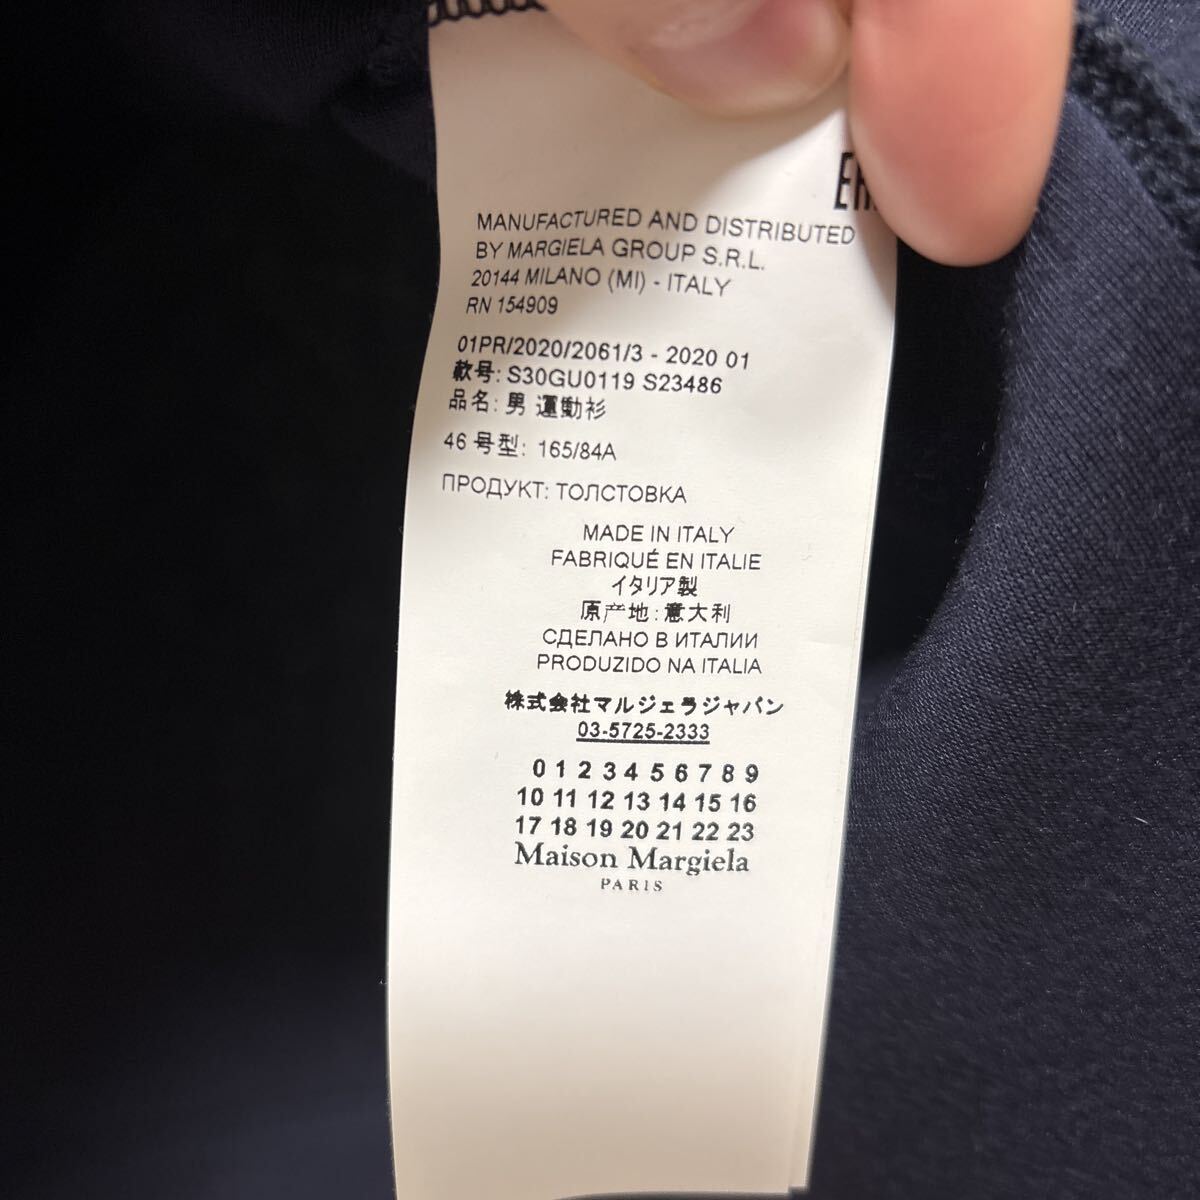 MANUFACTURED AND DISTRIBUTED
BY MARGIELA GROUP S.R.L.
20144 MILANO (MI) - ITALY
RN 154909
01PR/2020/2061/3 - 2020 01
款号: S30GU0119 S23486
品名: 男 運動衫
46 号型: 165/84A
ПРОДУКТ: ТОЛСТОВКА
MADE IN ITALY
FABRIQUÉ EN ITALIE
イタリア製
原产地: 意大利
СДЕЛАНО В ИТАЛИИ
PRODUZIDO NA ITALIA
株式会社マルジェラジャパン
03-5725-2333
0 1 2 3 4 5 6 7 8 9
10 11 12 13 14 15 16
17 18 19 20 21 22 23
Maison Margiela
PARIS